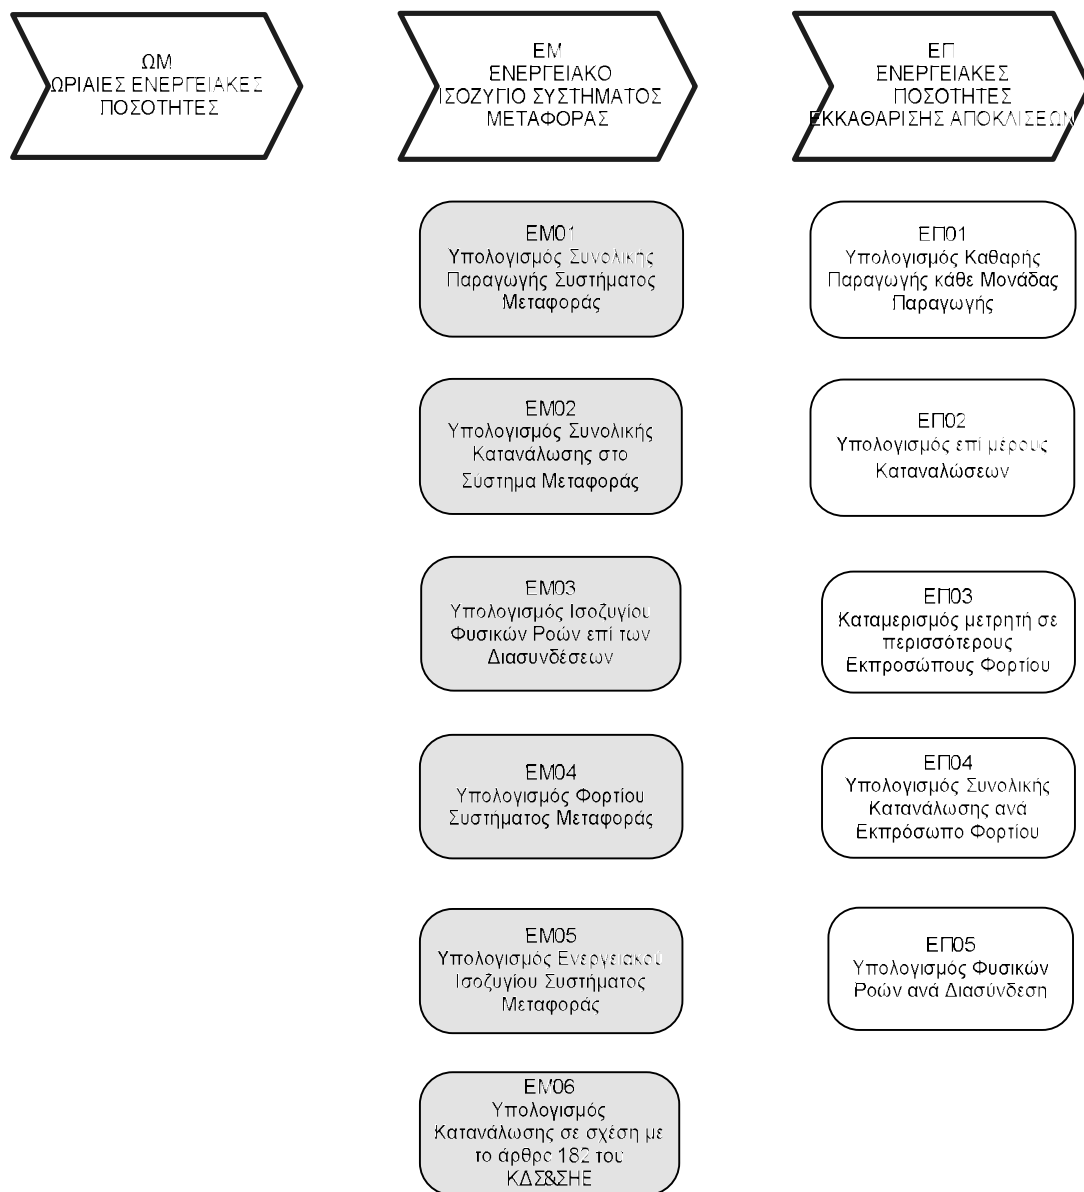 ΩΜ
ΩΡΙΑΙΕΣ ΕΝΕΡΓΕΙΑΚΕΣ
ΠΟΣΟΤΗΤΕΣ
ΕΜ
ΕΝΕΡΓΕΙΑΚΟ
ΙΣΟΖΥΓΙΟ ΣΥΣΤΗΜΑΤΟΣ
ΜΕΤΑΦΟΡΑΣ
ΕΠ
ΕΝΕΡΓΕΙΑΚΕΣ
ΠΟΣΟΤΗΤΕΣ
ΕΚΚΑΘΑΡΙΣΗΣ ΑΠΟΚΛΙΣΕΩΝ
ΕΜ01
Υπολογισμός Συνολικής
Παραγωγής Συστήματος
Μεταφοράς
ΕΜ02
Υπολογισμός Συνολικής
Κατανάλωσης στο
Σύστημα Μεταφοράς
ΕΜ03
Υπολογισμός Ισοζυγίου
Φυσικών Ροών επί των
Διασυνδέσεων
ΕΜ04
Υπολογισμός Φορτίου
Συστήματος Μεταφοράς
ΕΜ05
Υπολογισμός Ενεργειακού
Ισοζυγίου Συστήματος
Μεταφοράς
ΕΜ06
Υπολογισμός
Κατανάλωσης σε σχέση με
το άρθρο 182 του
ΚΔΣ&ΣΗΕ
ΕΠ01
Υπολογισμός Καθαρής
Παραγωγής κάθε Μονάδας
Παραγωγής
ΕΠ02
Υπολογισμός επί μέρους
Καταναλώσεων
ΕΠ03
Καταμερισμός μετρητή σε
περισσότερους
Εκπροσώπους Φορτίου
ΕΠ04
Υπολογισμός Συνολικής
Κατανάλωσης ανά
Εκπρόσωπο Φορτίου
ΕΠ05
Υπολογισμός Φυσικών
Ροών ανά Διασύνδεση